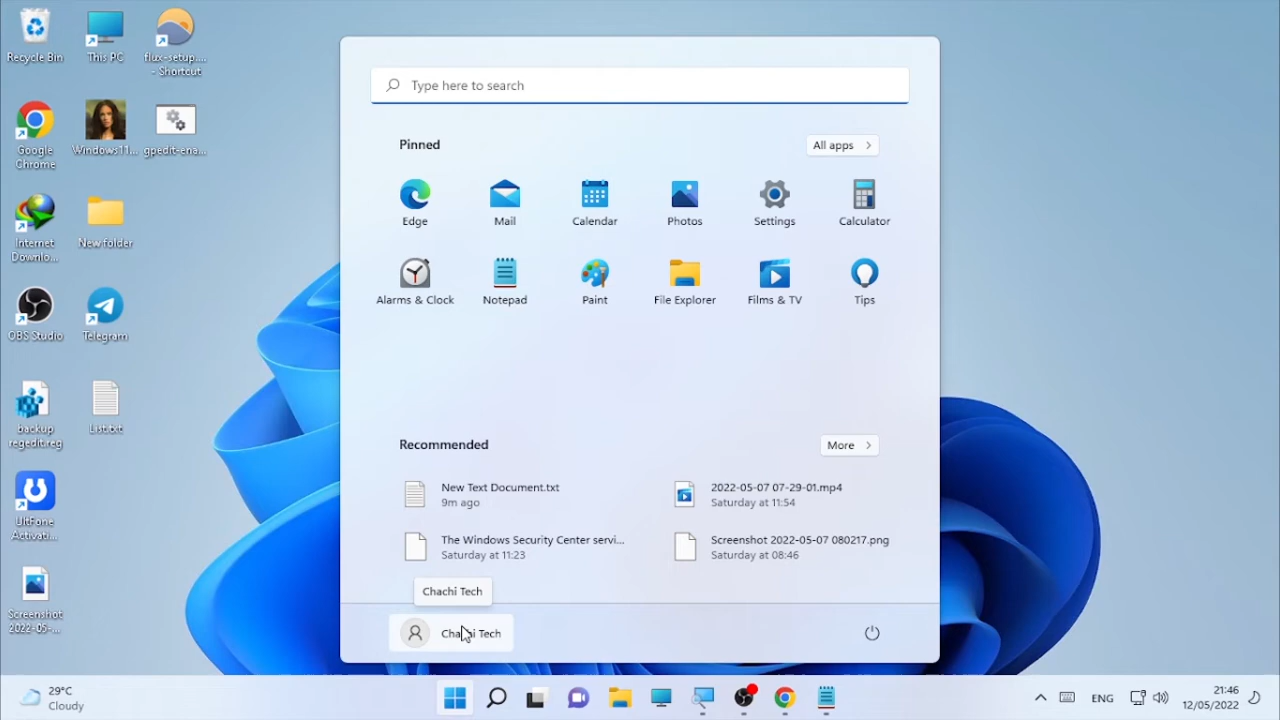 Recycle Bin
This PC
flux-setup....
- Shortcut
Google
Chrome
Windows11...
gpedit-ena...
Internet
Downlo...
New folder
OBS Studio
Telegram
backup
regedit.reg
List.txt
UltFone
Activati...
Screenshot
2022-05-...
Type here to search
Pinned
All apps
Edge
Mail
Calendar
Photos
Settings
Calculator
Alarms & Clock
Notepad
Paint
File Explorer
Films & TV
Tips
Recommended
More
New Text Document.txt
9m ago
2022-05-07 07-29-01.mp4
Saturday at 11:54
The Windows Security Center servi...
Saturday at 11:23
Screenshot 2022-05-07 080217.png
Saturday at 08:46
Chachi Tech
Chachi Tech
29°C
Cloudy
ENG
21:46
12/05/2022